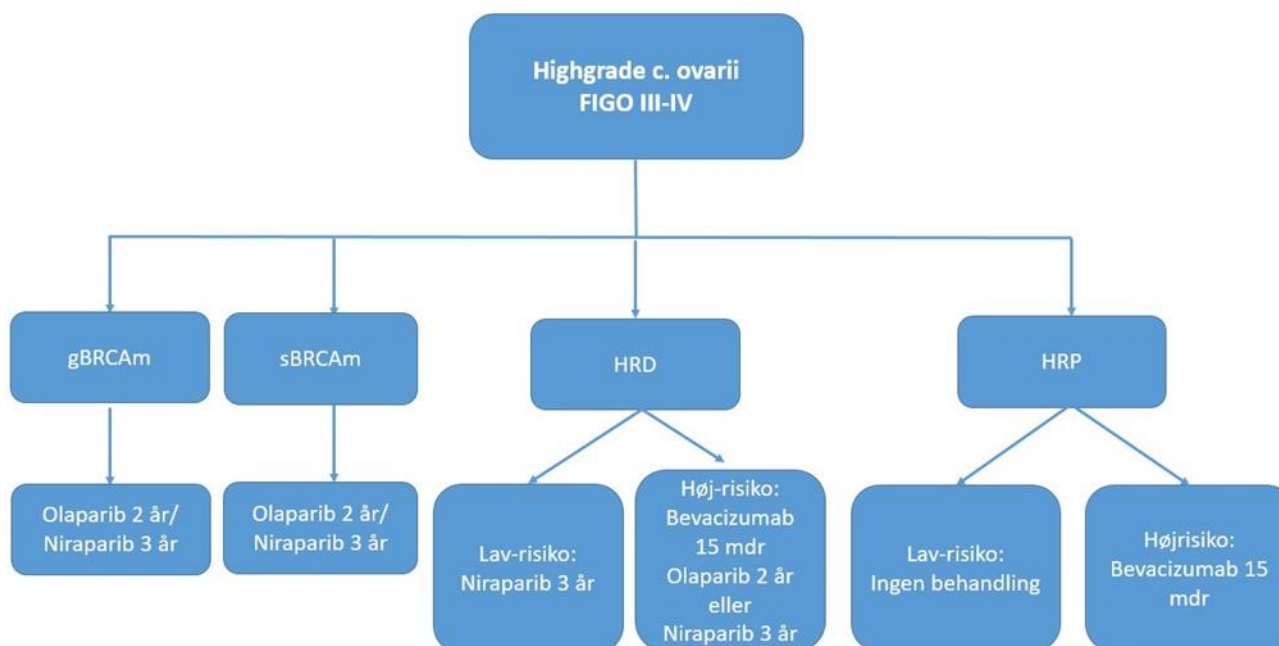 Highgrade c. ovarii
FIGO III-IV
gBRCAm
sBRCAm
HRD
HRP
Olaparib 2 år/
Niraparib 3 år
Olaparib 2 år/
Niraparib 3 år
Lav-risiko:
Niraparib 3 år
Høj-risiko:
Bevacizumab
15 mdr
Olaparib 2 år
eller
Niraparib 3 år
Lav-risiko:
Ingen behandling
Højrisiko:
Bevacizumab 15
mdr